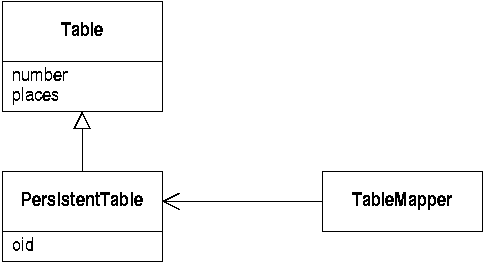 Table
number
places
PersistentTable
TableMapper
oid